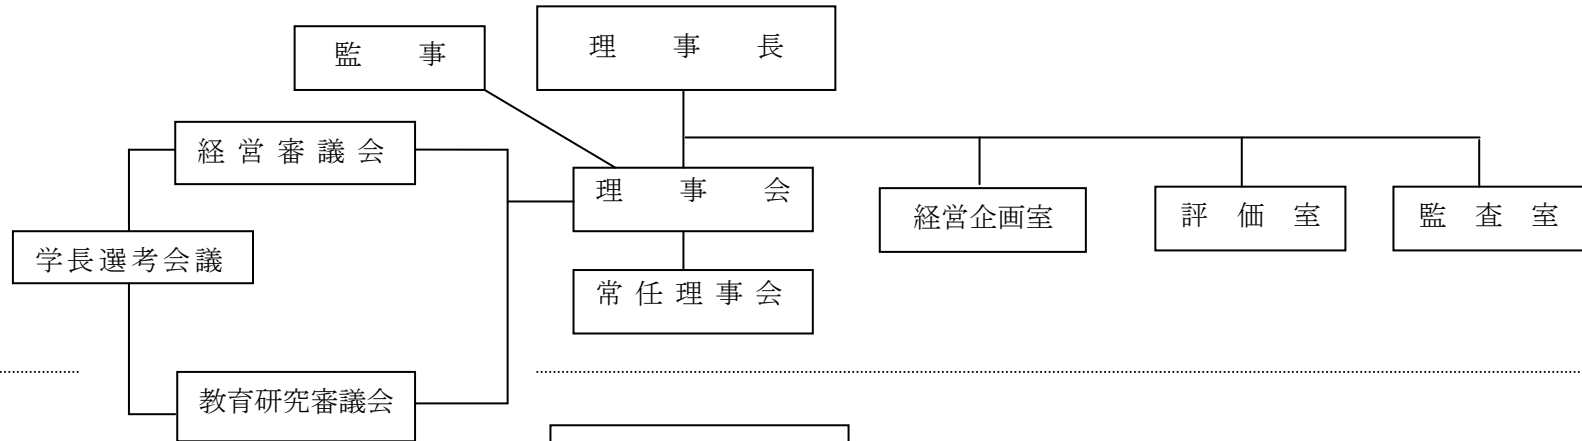 監　事
理　事　長
経 営 審 議 会
理　事　会
経営企画室
評　価　室
監　査　室
学長選考会議
常 任 理 事 会
教育研究審議会